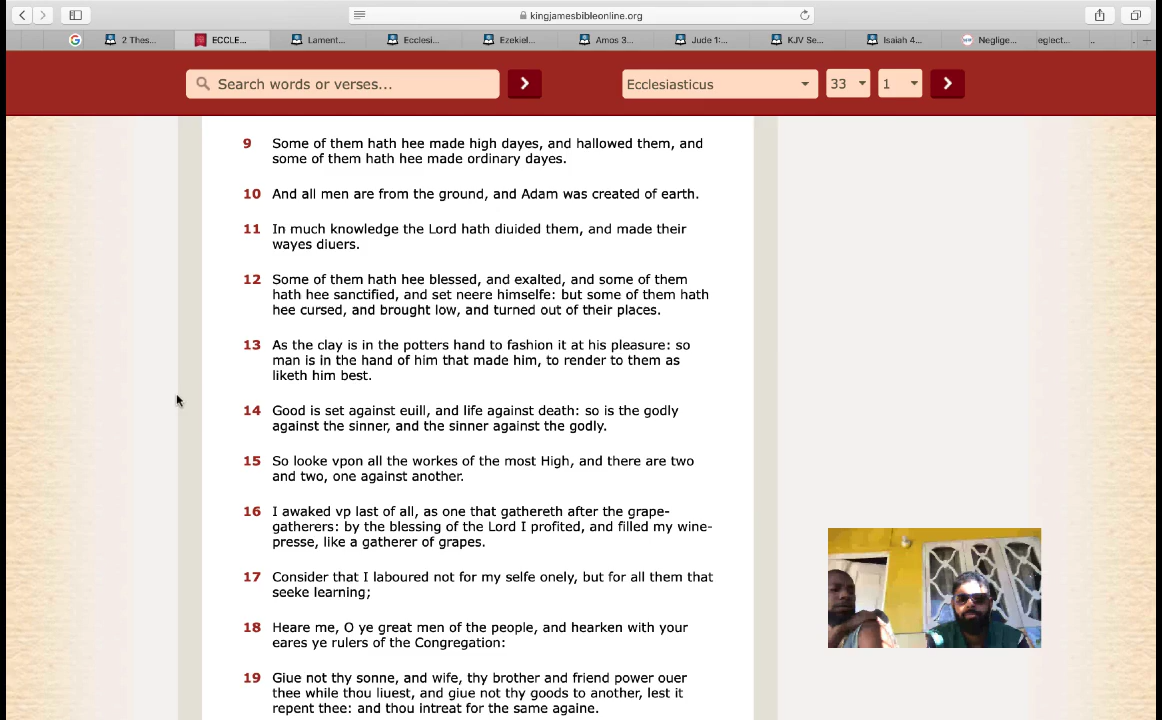 kingjamesbibleonline.org
2 Thes... ECCLE... Lament... Ecclesi... Ezekiel... Amos 3... Jude 1:... KJV Se... Isaiah 4... Neglige... eglect...
Search words or verses... Ecclesiasticus 33 1
9 Some of them hath hee made high dayes, and hallowed them, and
some of them hath hee made ordinary dayes.
10 And all men are from the ground, and Adam was created of earth.
11 In much knowledge the Lord hath diuided them, and made their
wayes diuers.
12 Some of them hath hee blessed, and exalted, and some of them
hath hee sanctified, and set neere himselfe: but some of them hath
hee cursed, and brought low, and turned out of their places.
13 As the clay is in the potters hand to fashion it at his pleasure: so
man is in the hand of him that made him, to render to them as
liketh him best.
14 Good is set against euill, and life against death: so is the godly
against the sinner, and the sinner against the godly.
15 So looke vpon all the workes of the most High, and there are two
and two, one against another.
16 I awaked vp last of all, as one that gathereth after the grape-
gatherers: by the blessing of the Lord I profited, and filled my wine-
presse, like a gatherer of grapes.
17 Consider that I laboured not for my selfe onely, but for all them that
seeke learning;
18 Heare me, O ye great men of the people, and hearken with your
eares ye rulers of the Congregation:
19 Giue not thy sonne, and wife, thy brother and friend power ouer
thee while thou liuest, and giue not thy goods to another, lest it
repent thee: and thou intreat for the same againe.